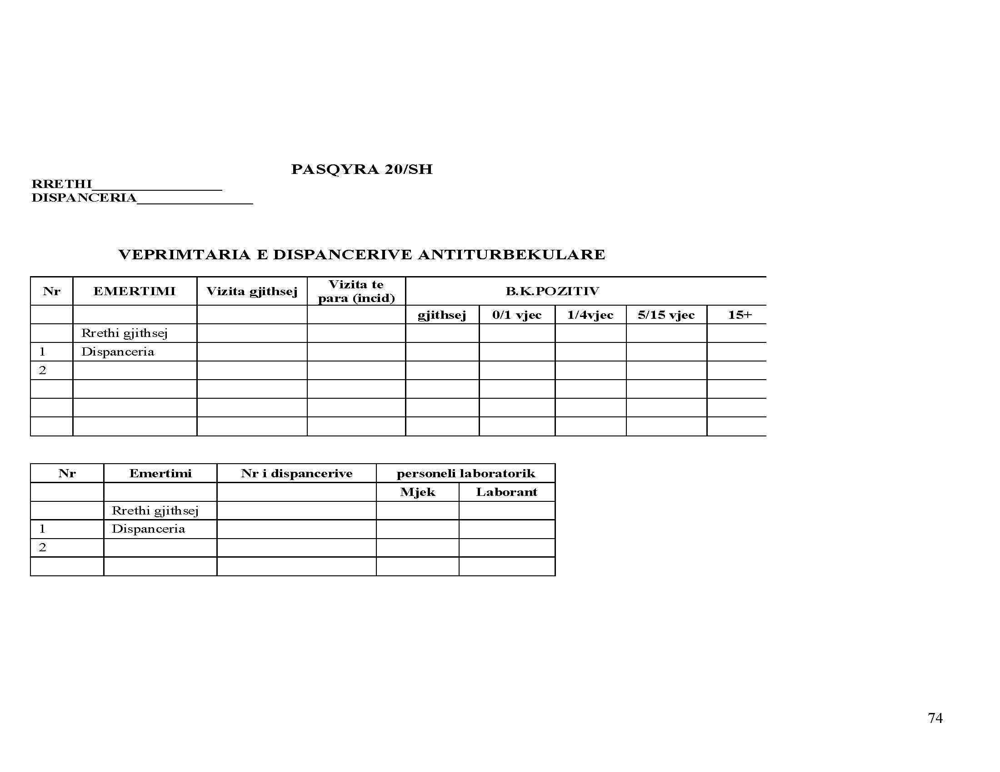 PASQYRA 20/SH
RRETHI___________________
DISPANCERIA_________________
VEPRIMTARIA E DISPANCERIVE ANTITURBEKULARE
Nr EMERTIMI Vizita gjithsej Vizita te para (incid) B.K.POZITIV
gjithsej 0/1 vjec 1/4vjec 5/15 vjec 15+
Rrethi gjithsej
1 Dispanceria
2
Nr Emertimi Nr i dispancerive personeli laboratorik
Mjek Laborant
Rrethi gjithsej
1 Dispanceria
2
74